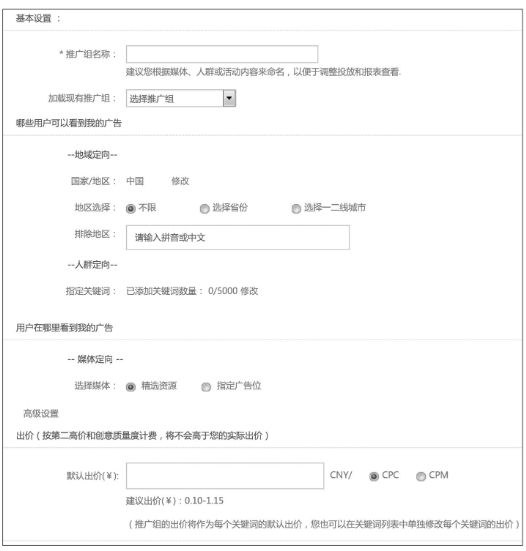 基本设置 ：
* 推广组名称：
建议您根据媒体、人群或活动内容来命名，以便于调整投放和报表查看.
加载现有推广组： 选择推广组
哪些用户可以看到我的广告
--地域定向--
国家/地区： 中国 修改
地区选择： 不限 选择省份 选择一二线城市
排除地区： 请输入拼音或中文
--人群定向--
指定关键词： 已添加关键词数量： 0/5000 修改
用户在哪里看到我的广告
-- 媒体定向 --
选择媒体： 精选资源 指定广告位
高级设置
出价（按第二高价和创意质量度计费，将不会高于您的实际出价）
默认出价(¥): CNY/ CPC CPM
建议出价(¥)：0.10-1.15
（推广组的出价将作为每个关键词的默认出价，您也可以在关键词列表中单独修改每个关键词的出价）